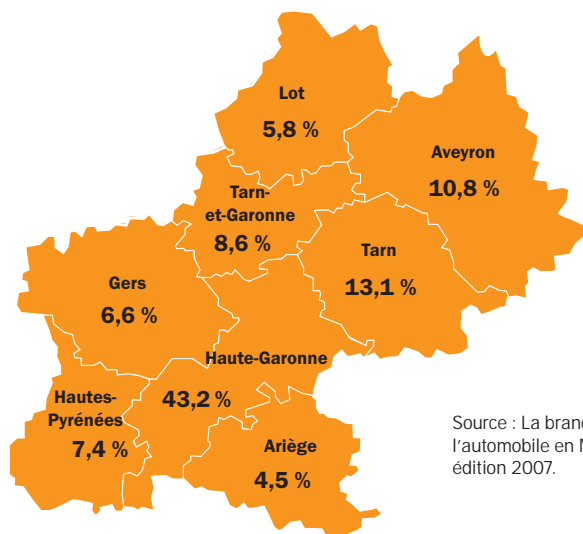 Lot
5,8 %
Aveyron
10,8 %
Tarn-
et-Garonne
8,6 %
Tarn
13,1 %
Gers
6,6 %
Haute-Garonne
43,2 %
Hautes-
Pyrénées
7,4 %
Ariège
4,5 %
Source : La
l'automobile en
édition 2007.